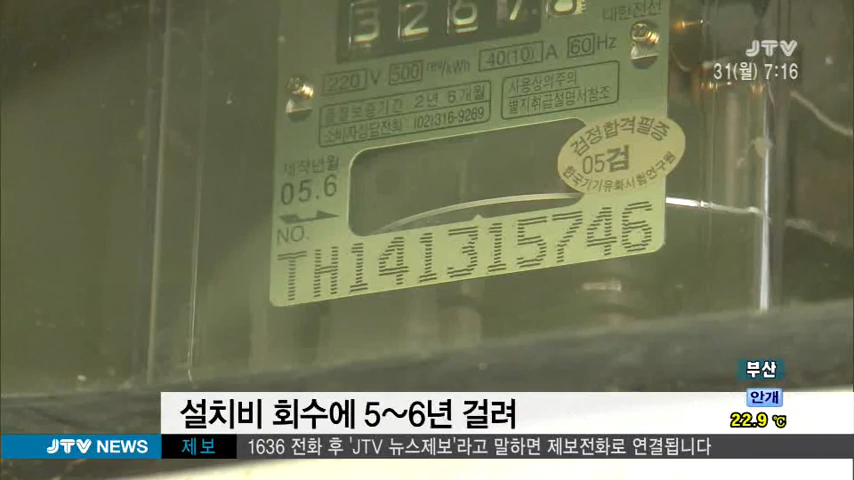 3267.8
대한전선
220 V 500 rev/kWh 40(10) A 60 Hz
품질보증기간 2년 6개월
소비자상담전화 (02)316-9269
사용상의주의
별지취급설명서참조
제작년월
05.6
검정합격필증
05검
한국기기유화시험연구원
NO.
TH141315746
JTV
31(월) 7:16
부산
안개
22.9 ℃
설치비 회수에 5~6년 걸려
JTV NEWS
제보
1636 전화 후 'JTV 뉴스제보'라고 말하면 제보전화로 연결됩니다